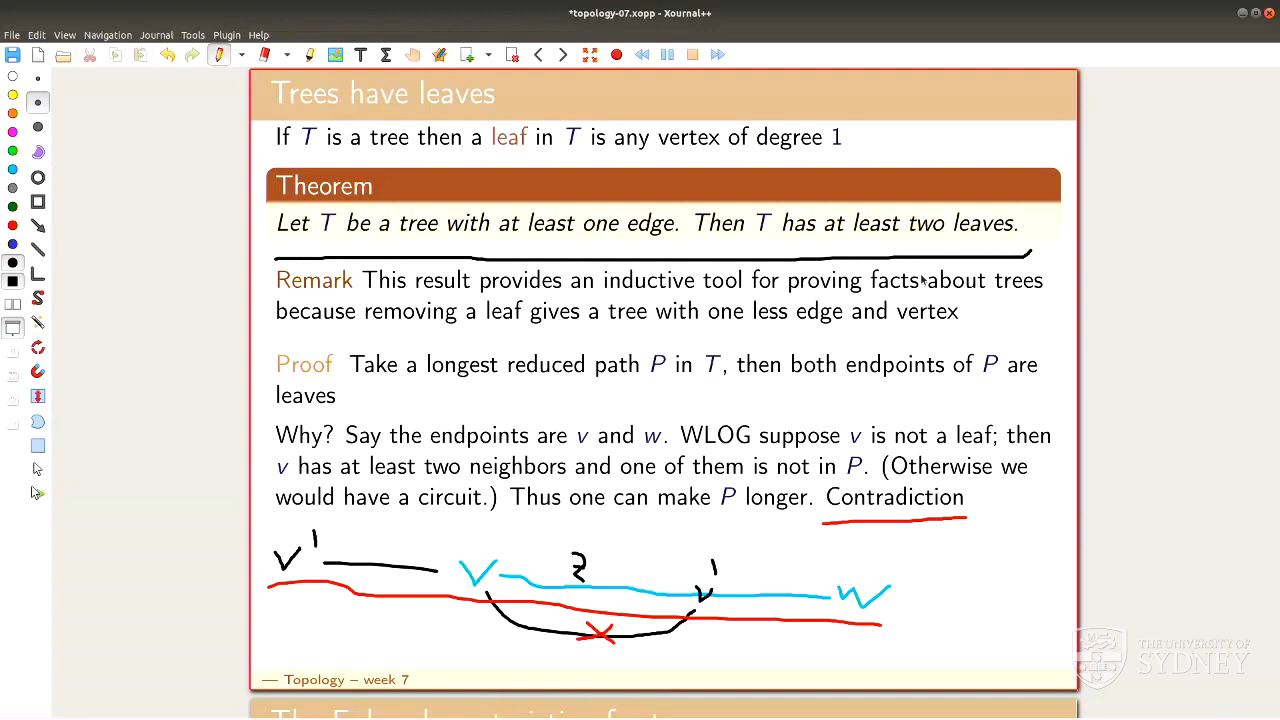 *topology-07.xopp - Xournal++
File Edit View Navigation Journal Tools Plugin Help
Trees have leaves
If T is a tree then a leaf in T is any vertex of degree 1
Theorem
Let T be a tree with at least one edge. Then T has at least two leaves.
Remark This result provides an inductive tool for proving facts about trees
because removing a leaf gives a tree with one less edge and vertex
Proof Take a longest reduced path P in T, then both endpoints of P are
leaves
Why? Say the endpoints are v and w. WLOG suppose v is not a leaf; then
v has at least two neighbors and one of them is not in P. (Otherwise we
would have a circuit.) Thus one can make P longer. Contradiction
v' v v' w
THE UNIVERSITY OF
SYDNEY
— Topology – week 7